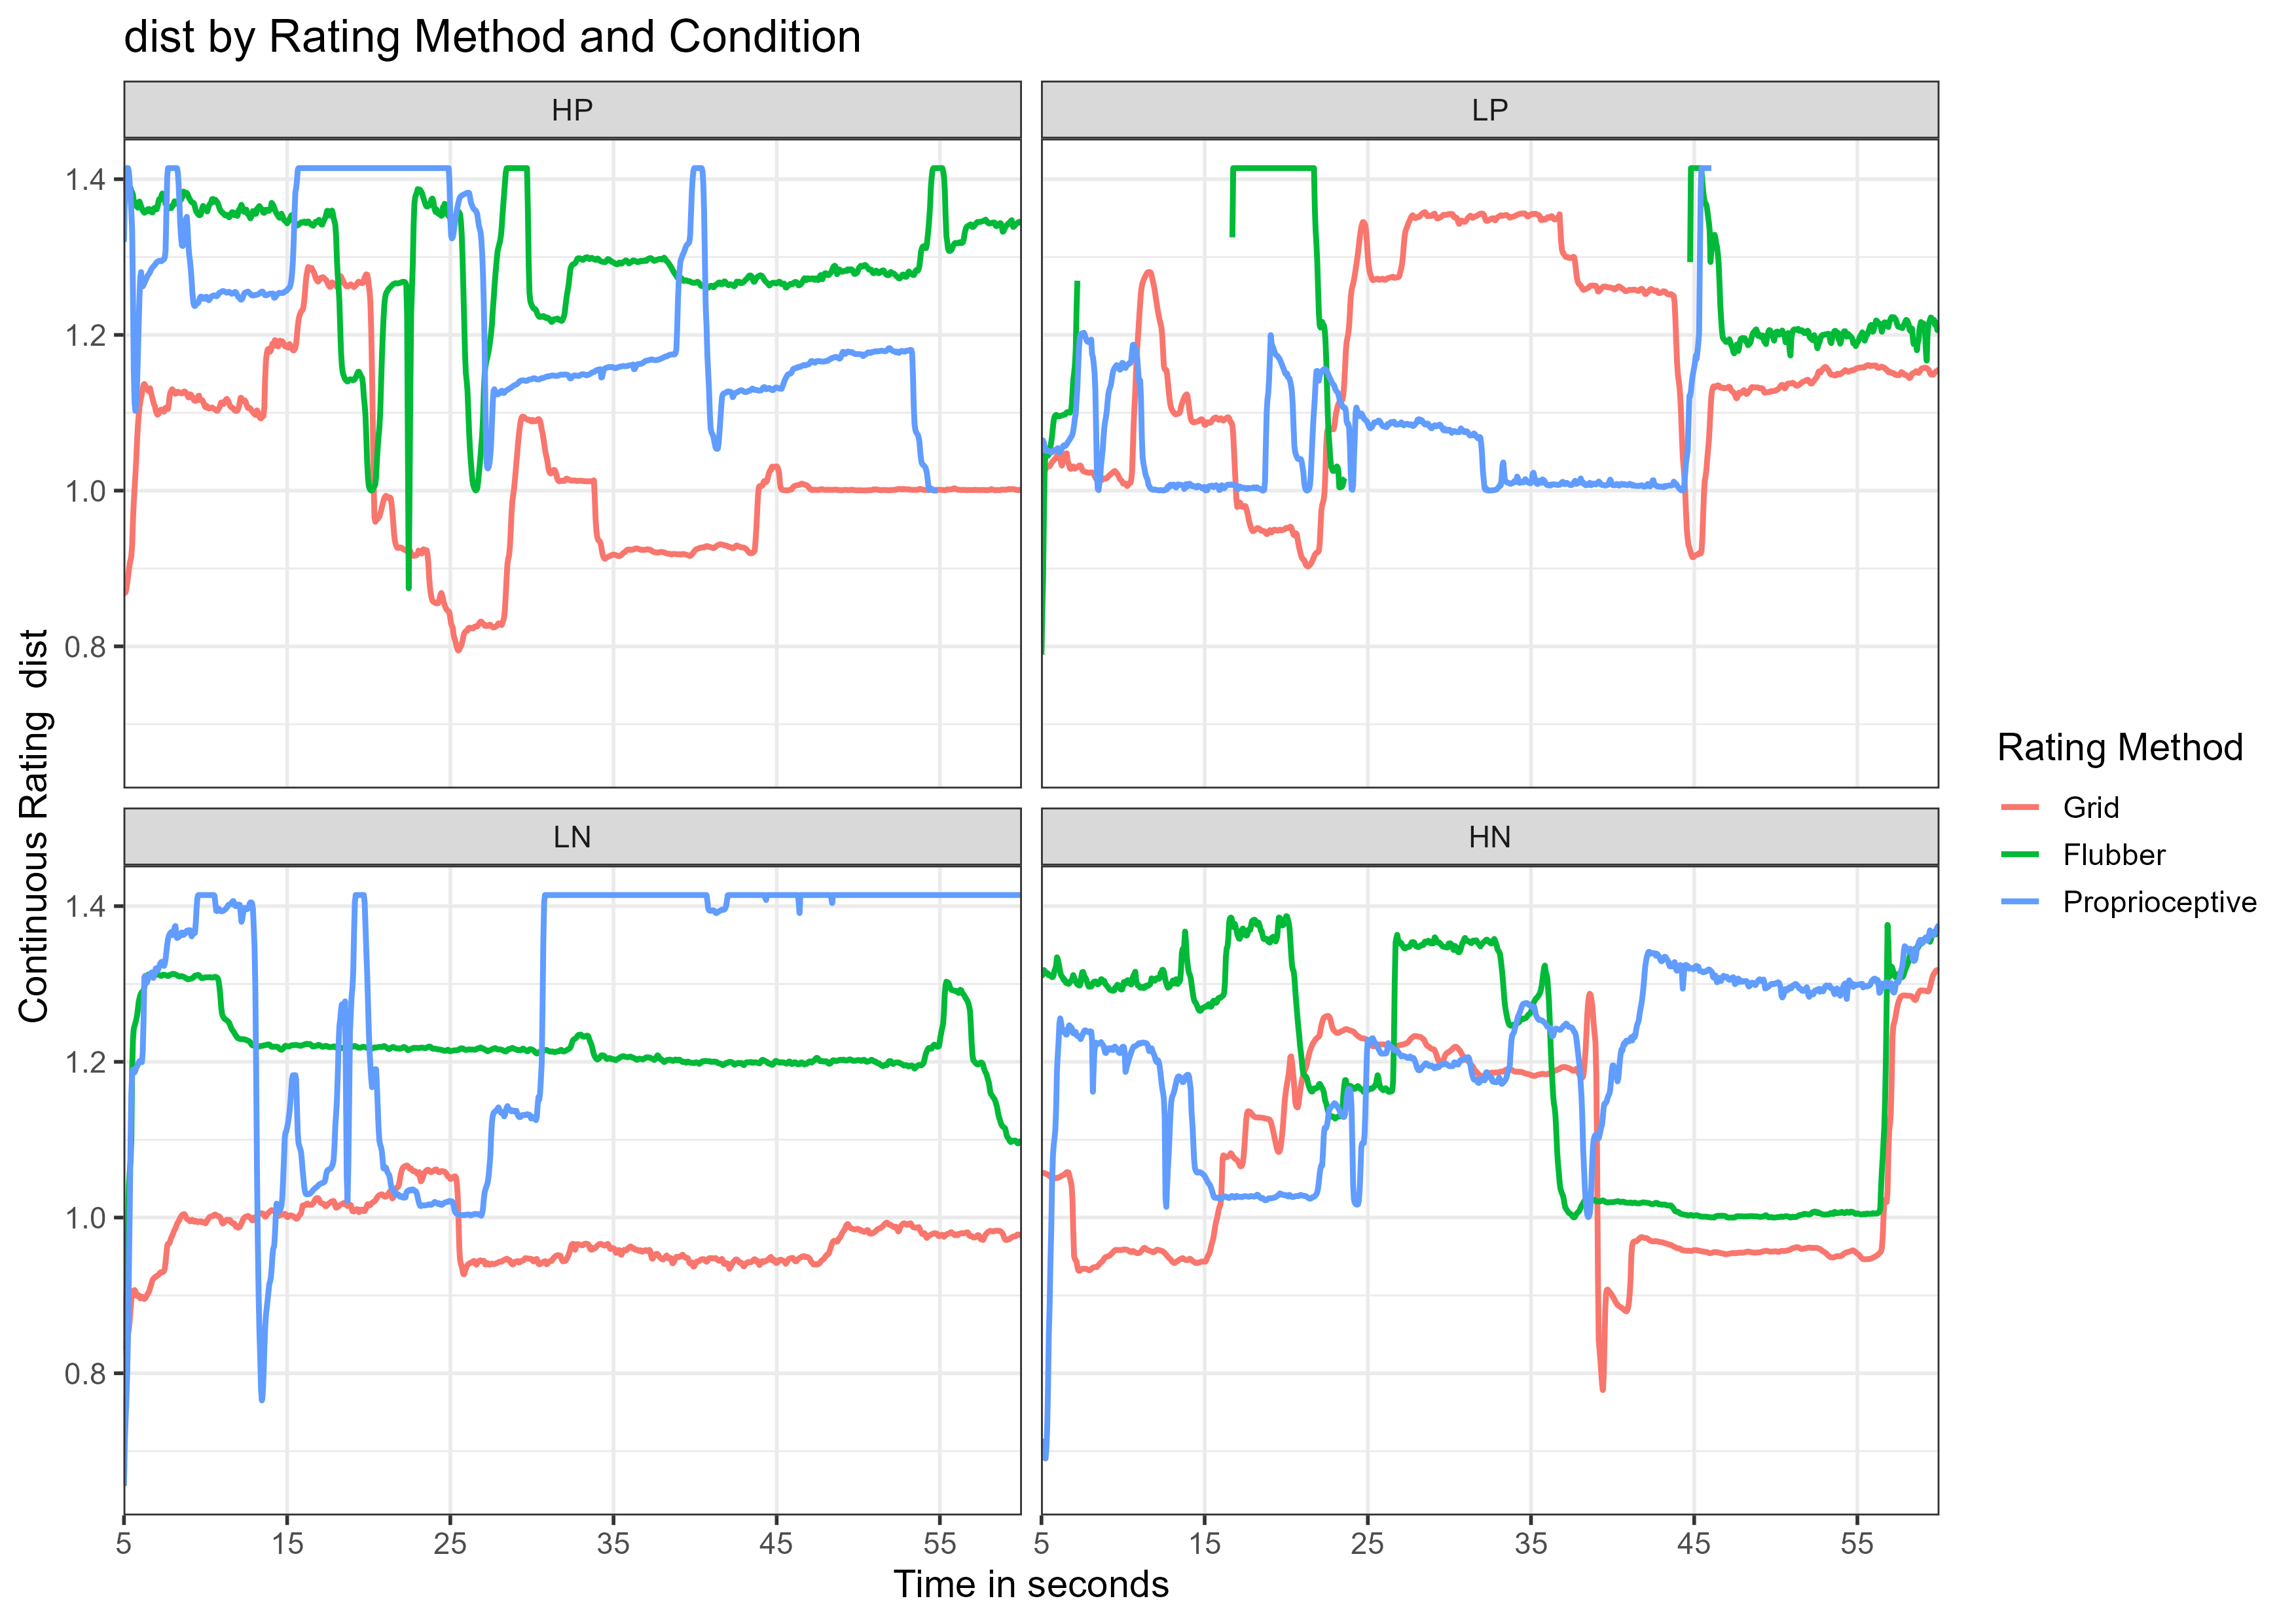 dist by Rating Method and Condition
HP
LP
1.4
1.2
1.0
0.8
LN
HN
1.4
1.2
1.0
0.8
5 15 25 35 45 55 5 15 25 35 45 55
Time in seconds
Continuous Rating  dist
Rating Method
Grid
Flubber
Proprioceptive